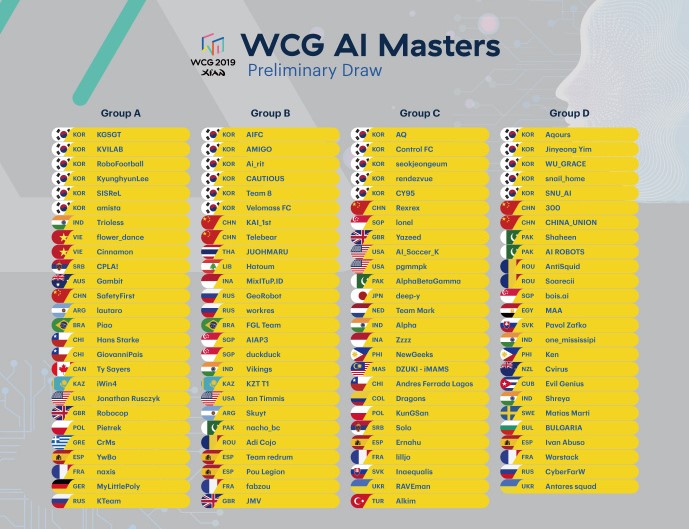 WCG 2019
XIAN
WCG AI Masters
Preliminary Draw
Group A
KOR KGSGT
KOR KVILAB
KOR RoboFootball
KOR KyunghyunLee
KOR SISReL
KOR amista
IND Trioless
VIE flower_dance
VIE Cinnamon
SRB CPLAI
AUS Gambit
CHN SafetyFirst
ARG lautaro
BRA Piao
CHI Hans Starke
CHI GiovanniPais
CAN Ty Sayers
KAZ iWin4
USA Jonathan Rusczyk
GBR Robocop
POL Pietrek
GRE CrMs
ESP YwBo
FRA noxis
GER MyLittlePoly
RUS KTeam
Group B
KOR AIFC
KOR AMIGO
KOR Ai_rit
KOR CAUTIOUS
KOR Team B
KOR Velomass FC
CHN KAI_1st
CHN Telebear
THA JUOHMARU
LIB Hatoum
INA MixITuP.ID
RUS GeoRobot
RUS workres
BRA FGL Team
SGP AIAP3
SGP duckduck
IND Vikings
KAZ KZT T1
USA Ian Timmis
ARG Skuyt
PAK nacho_bc
ROU Adi Cojo
ESP Team redrum
ESP Pou Legion
FRA fabzou
GBR JMV
Group C
KOR AQ
KOR Control FC
KOR seokjeongeum
KOR rendezvue
KOR CY95
CHN Rexrex
SGP lonel
GBR Yazeed
USA AI_Soccer_K
USA pgmmpk
PAK AlphaBetaGamma
JPN deep-y
NED Team Mark
IND Alpha
INA Zzzz
PHI NewGeeks
MAS DZUKI - iMAMS
CHI Andres Ferrada Lagos
COL Dragons
POL KunGSan
SRB Solo
ESP Ernahu
FRA lillja
SVK Inaequalis
UKR RAVEman
TUR Alkim
Group D
KOR Aqours
KOR Jinyeong Yim
KOR WU_GRACE
KOR snail_home
KOR SNU_AI
CHN 300
CHN CHINA_UNION
PAK Shaheen
PAK AI ROBOTS
ROU AntiSquid
ROU Soarecii
SGP bois.ai
EGY MAA
SVK Pavol Zafko
IND one_mississipi
PHI Ken
NZL Cvirus
CUB Evil Genius
IND Shreya
SWE Matias Marti
BUL BULGARIA
ESP Ivan Abuso
FRA Warstack
RUS CyberFarW
UKR Antares squad